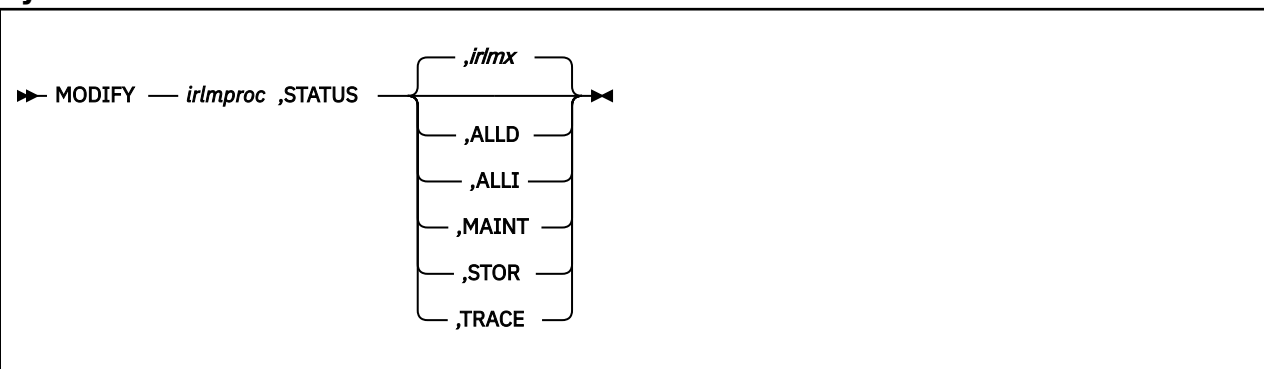 ,irlmx
MODIFY irlmproc ,STATUS
,ALLD
,ALLI
,MAINT
,STOR
,TRACE